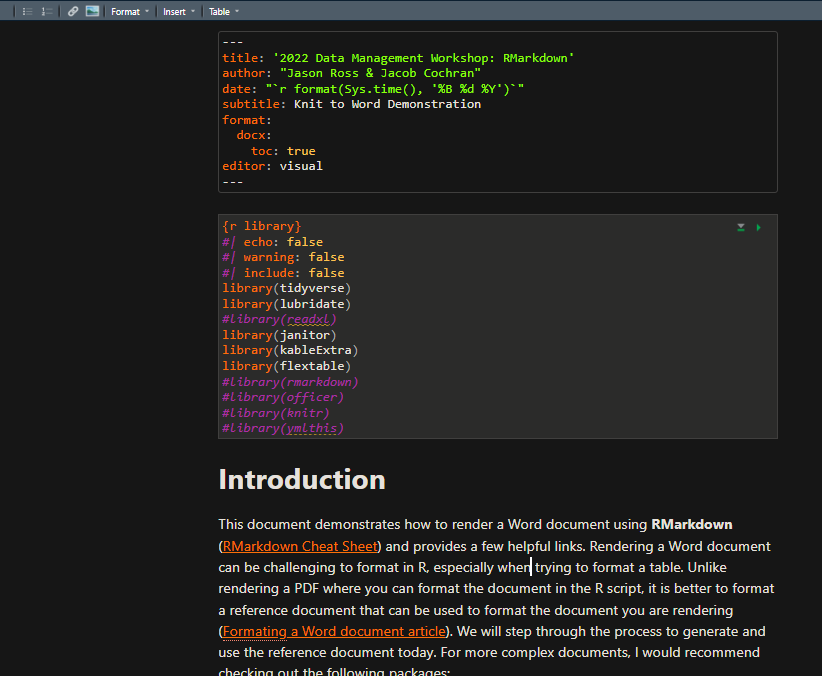 Format Insert Table
---
title: '2022 Data Management Workshop: RMarkdown'
author: "Jason Ross & Jacob Cochran"
date: "`r format(Sys.time(), '%B %d %Y')`"
subtitle: Knit to Word Demonstration
format:
  docx:
    toc: true
editor: visual
---
{r library}
#| echo: false
#| warning: false
#| include: false
library(tidyverse)
library(lubridate)
#library(readxl)
library(janitor)
library(kableExtra)
library(flextable)
#library(rmarkdown)
#library(officer)
#library(knitr)
#library(ymlthis)
Introduction
This document demonstrates how to render a Word document using RMarkdown
(RMarkdown Cheat Sheet) and provides a few helpful links. Rendering a Word document
can be challenging to format in R, especially when trying to format a table. Unlike
rendering a PDF where you can format the document in the R script, it is better to format
a reference document that can be used to format the document you are rendering
(Formating a Word document article). We will step through the process to generate and
use the reference document today. For more complex documents, I would recommend
checking out the following packages: